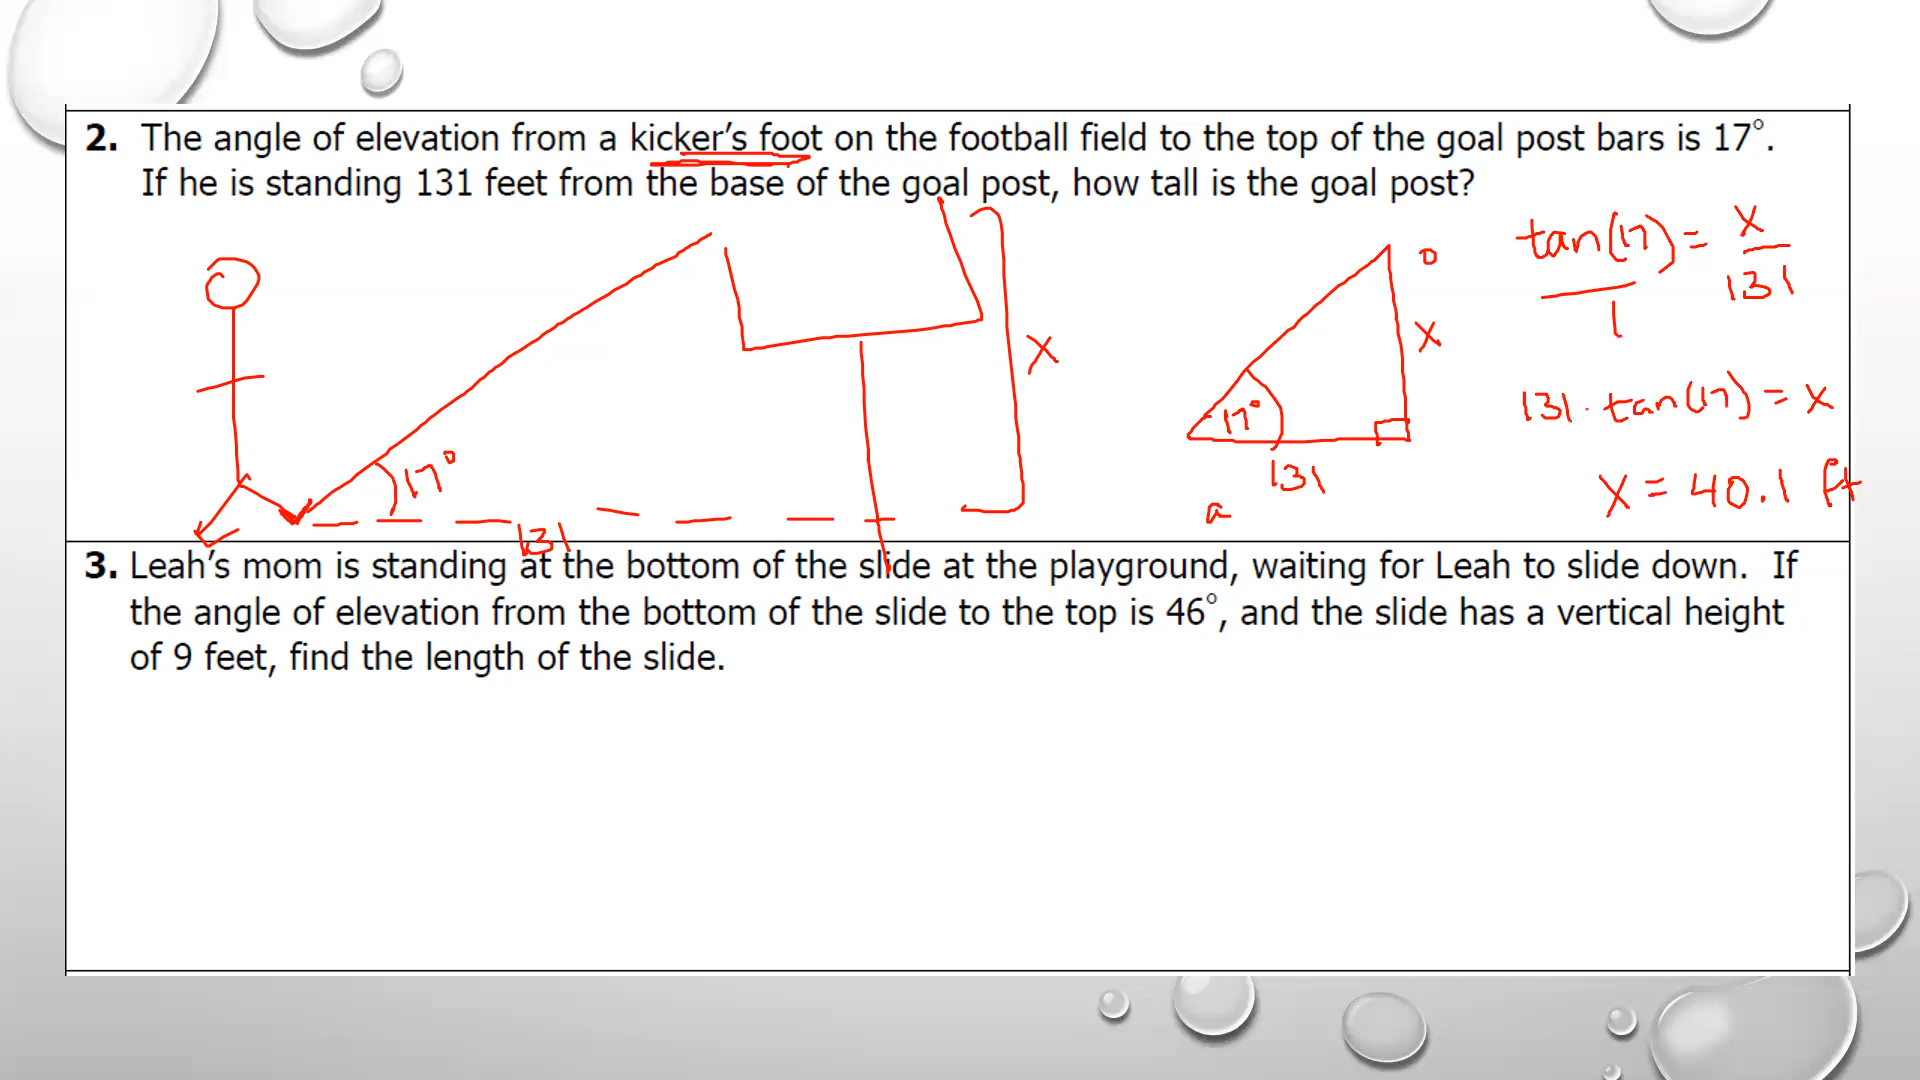 2. The angle of elevation from a kicker's foot on the football field to the top of the goal post bars is 17°.
If he is standing 131 feet from the base of the goal post, how tall is the goal post?
17°
131
x
17°
131
a
o
x
tan(17) = x
1 131
131 · tan(17) = x
x = 40.1 ft
3. Leah's mom is standing at the bottom of the slide at the playground, waiting for Leah to slide down. If
the angle of elevation from the bottom of the slide to the top is 46°, and the slide has a vertical height
of 9 feet, find the length of the slide.